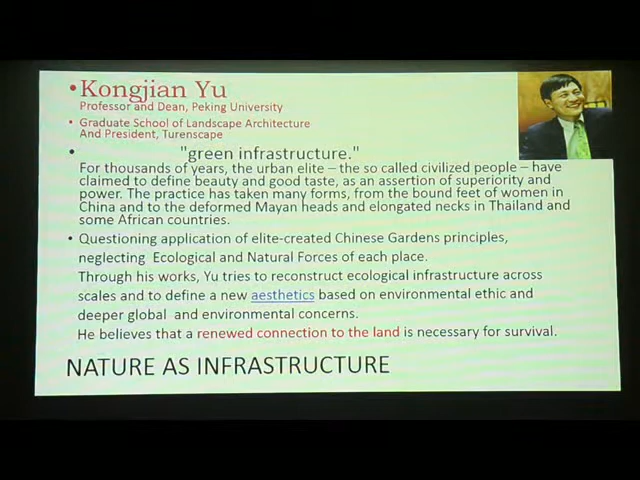 •Kongjian Yu
Professor and Dean, Peking University
• Graduate School of Landscape Architecture
And President, Turenscape
• "green infrastructure."
For thousands of years, the urban elite – the so called civilized people – have
claimed to define beauty and good taste, as an assertion of superiority and
power. The practice has taken many forms, from the bound feet of women in
China and to the deformed Mayan heads and elongated necks in Thailand and
some African countries.
• Questioning application of elite-created Chinese Gardens principles,
neglecting Ecological and Natural Forces of each place.
Through his works, Yu tries to reconstruct ecological infrastructure across
scales and to define a new aesthetics based on environmental ethic and
deeper global and environmental concerns.
He believes that a renewed connection to the land is necessary for survival.
NATURE AS INFRASTRUCTURE